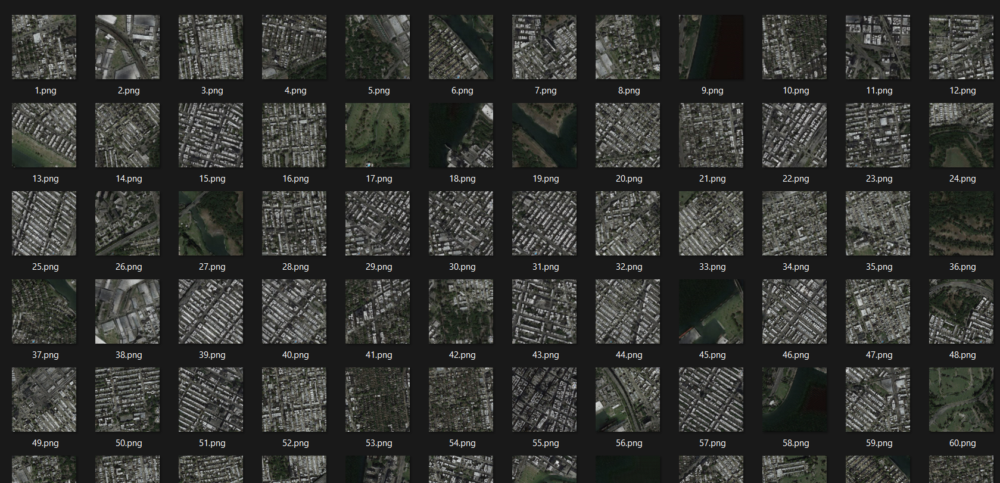 1.png 2.png 3.png 4.png 5.png 6.png 7.png 8.png 9.png 10.png 11.png 12.png
13.png 14.png 15.png 16.png 17.png 18.png 19.png 20.png 21.png 22.png 23.png 24.png
25.png 26.png 27.png 28.png 29.png 30.png 31.png 32.png 33.png 34.png 35.png 36.png
37.png 38.png 39.png 40.png 41.png 42.png 43.png 44.png 45.png 46.png 47.png 48.png
49.png 50.png 51.png 52.png 53.png 54.png 55.png 56.png 57.png 58.png 59.png 60.png